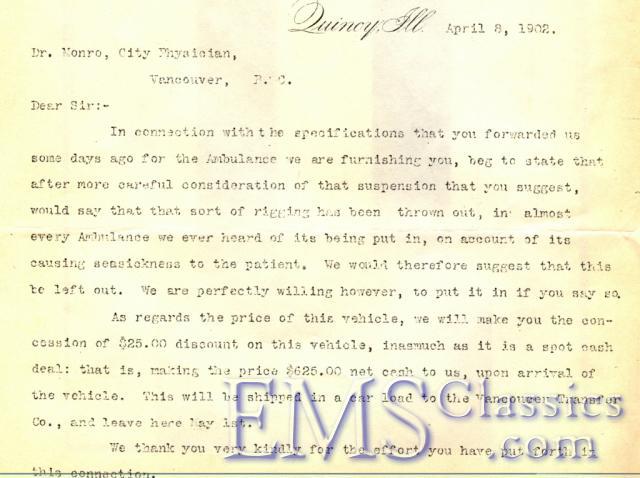 Quincy, Ill. April 8, 1902.
Dr. Monro, City Physician,
Vancouver, B. C.
Dear Sir:-
In connection with the specifications that you forwarded us
some days ago for the Ambulance we are furnishing you, beg to state that
after more careful consideration of that suspension that you suggest,
would say that that sort of rigging has been thrown out, in almost
every Ambulance we ever heard of its being put in, on account of its
causing seasickness to the patient. We would therefore suggest that this
be left out. We are perfectly willing however, to put it in if you say so.
As regards the price of this vehicle, we will make you the con-
cession of $25.00 discount on this vehicle, inasmuch as it is a spot cash
deal: that is, making the price $625.00 net cash to us, upon arrival of
the vehicle. This will be shipped in a car load to the Vancouver Transfer
Co., and leave here May 1st.
We thank you very kindly for the effort you have put forth in
this connection.
EMS Classics
.com